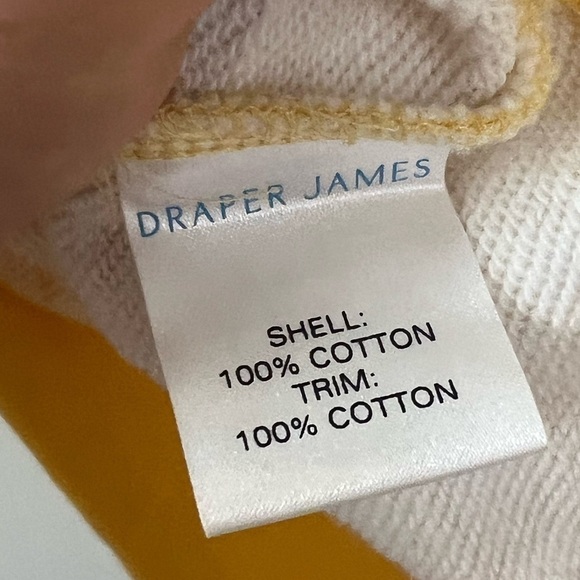 DRAPER JAMES
SHELL:
100% COTTON
TRIM:
100% COTTON